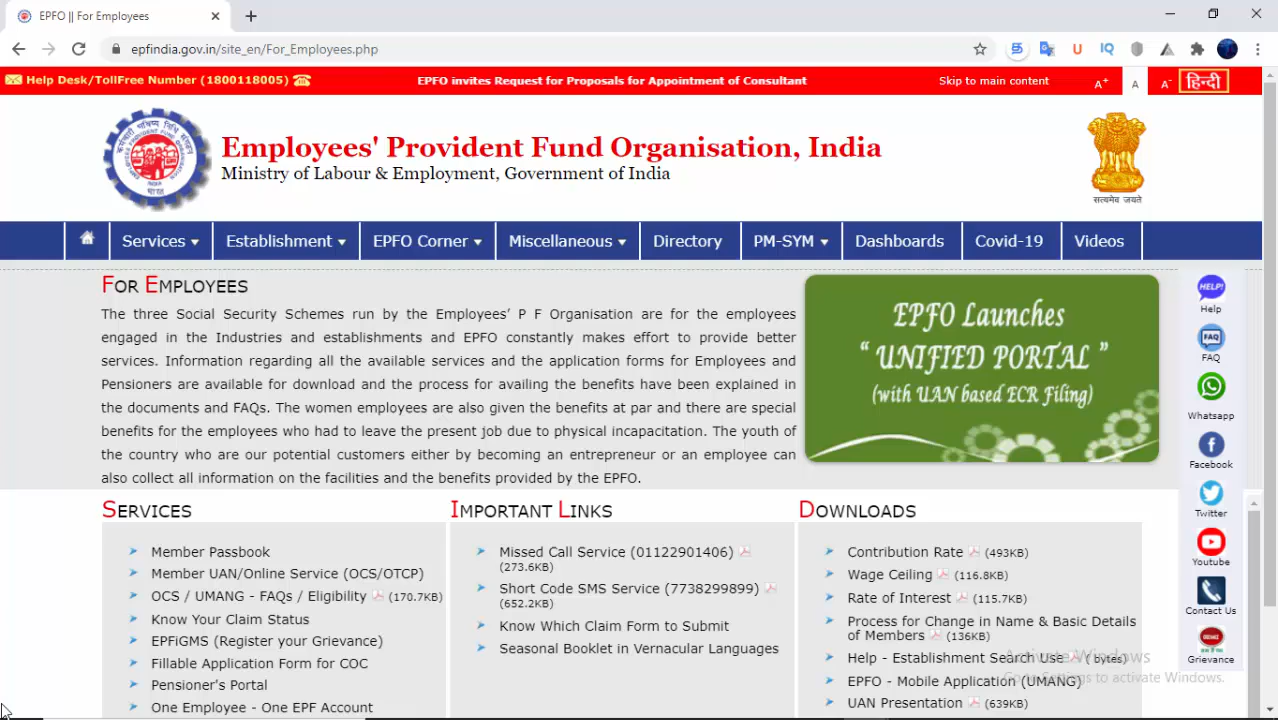 EPFO || For Employees
epfindia.gov.in/site_en/For_Employees.php
Help Desk/TollFree Number (1800118005)
EPFO invites Request for Proposals for Appointment of Consultant
Skip to main content
A+
A
A-
हिन्दी
Employees' Provident Fund Organisation, India
Ministry of Labour & Employment, Government of India
सत्यमेव जयते
Services
Establishment
EPFO Corner
Miscellaneous
Directory
PM-SYM
Dashboards
Covid-19
Videos
FOR EMPLOYEES
The three Social Security Schemes run by the Employees' P F Organisation are for the employees
engaged in the Industries and establishments and EPFO constantly makes effort to provide better
services. Information regarding all the available services and the application forms for Employees and
Pensioners are available for download and the process for availing the benefits have been explained in
the documents and FAQs. The women employees are also given the benefits at par and there are special
benefits for the employees who had to leave the present job due to physical incapacitation. The youth of
the country who are our potential customers either by becoming an entrepreneur or an employee can
also collect all information on the facilities and the benefits provided by the EPFO.
EPFO Launches
“ UNIFIED PORTAL ”
(with UAN based ECR Filing)
HELP!
Help
FAQ
FAQ
Whatsapp
Facebook
Twitter
Youtube
Contact Us
Grievance
SERVICES
Member Passbook
Member UAN/Online Service (OCS/OTCP)
OCS / UMANG - FAQs / Eligibility (170.7KB)
Know Your Claim Status
EPFiGMS (Register your Grievance)
Fillable Application Form for COC
Pensioner's Portal
One Employee - One EPF Account
IMPORTANT LINKS
Missed Call Service (01122901406)
(273.6KB)
Short Code SMS Service (7738299899)
(652.2KB)
Know Which Claim Form to Submit
Seasonal Booklet in Vernacular Languages
DOWNLOADS
Contribution Rate (493KB)
Wage Ceiling (116.8KB)
Rate of Interest (115.7KB)
Process for Change in Name & Basic Details
of Members (136KB)
Help - Establishment Search Use ( bytes)
EPFO - Mobile Application (UMANG)
UAN Presentation (639KB)
Activate Windows
Go to Settings to activate Windows.